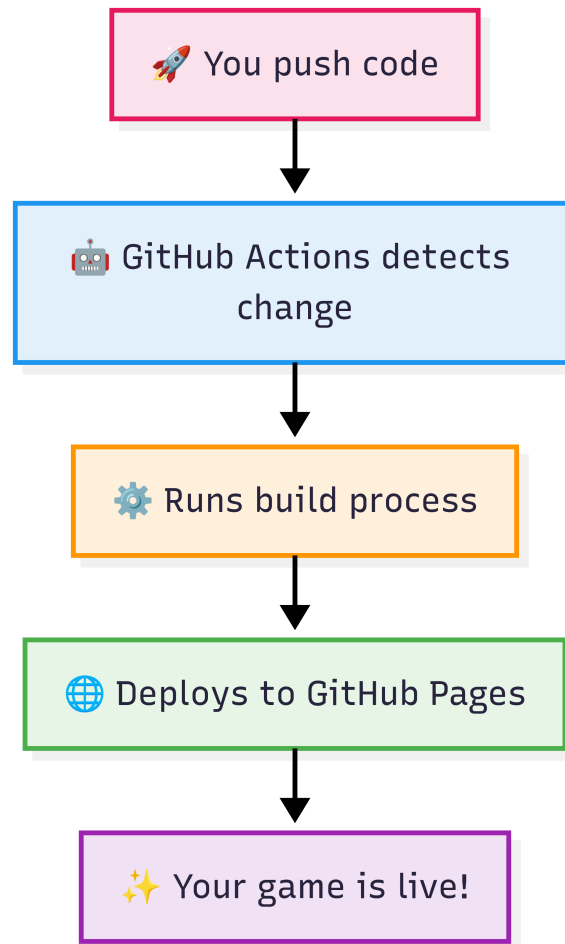 🚀 You push code
🤖 GitHub Actions detects
change
⚙️ Runs build process
🌐 Deploys to GitHub Pages
✨ Your game is live!